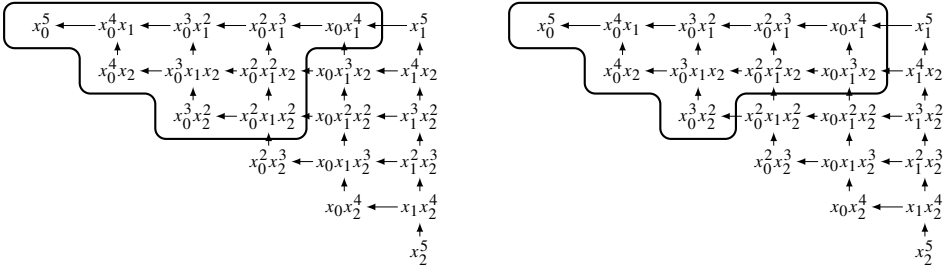 x_0^5 ← x_0^4x_1 ← x_0^3x_1^2 ← x_0^2x_1^3 ← x_0x_1^4 ← x_1^5
x_0^4x_2 ← x_0^3x_1x_2 ← x_0^2x_1^2x_2 ← x_0x_1^3x_2 ← x_1^4x_2
x_0^3x_2^2 ← x_0^2x_1x_2^2 ← x_0x_1^2x_2^2 ← x_1^3x_2^2
x_0^2x_2^3 ← x_0x_1x_2^3 ← x_1^2x_2^3
x_0x_2^4 ← x_1x_2^4
x_2^5
x_0^5 ← x_0^4x_1 ← x_0^3x_1^2 ← x_0^2x_1^3 ← x_0x_1^4 ← x_1^5
x_0^4x_2 ← x_0^3x_1x_2 ← x_0^2x_1^2x_2 ← x_0x_1^3x_2 ← x_1^4x_2
x_0^3x_2^2 ← x_0^2x_1x_2^2 ← x_0x_1^2x_2^2 ← x_1^3x_2^2
x_0^2x_2^3 ← x_0x_1x_2^3 ← x_1^2x_2^3
x_0x_2^4 ← x_1x_2^4
x_2^5